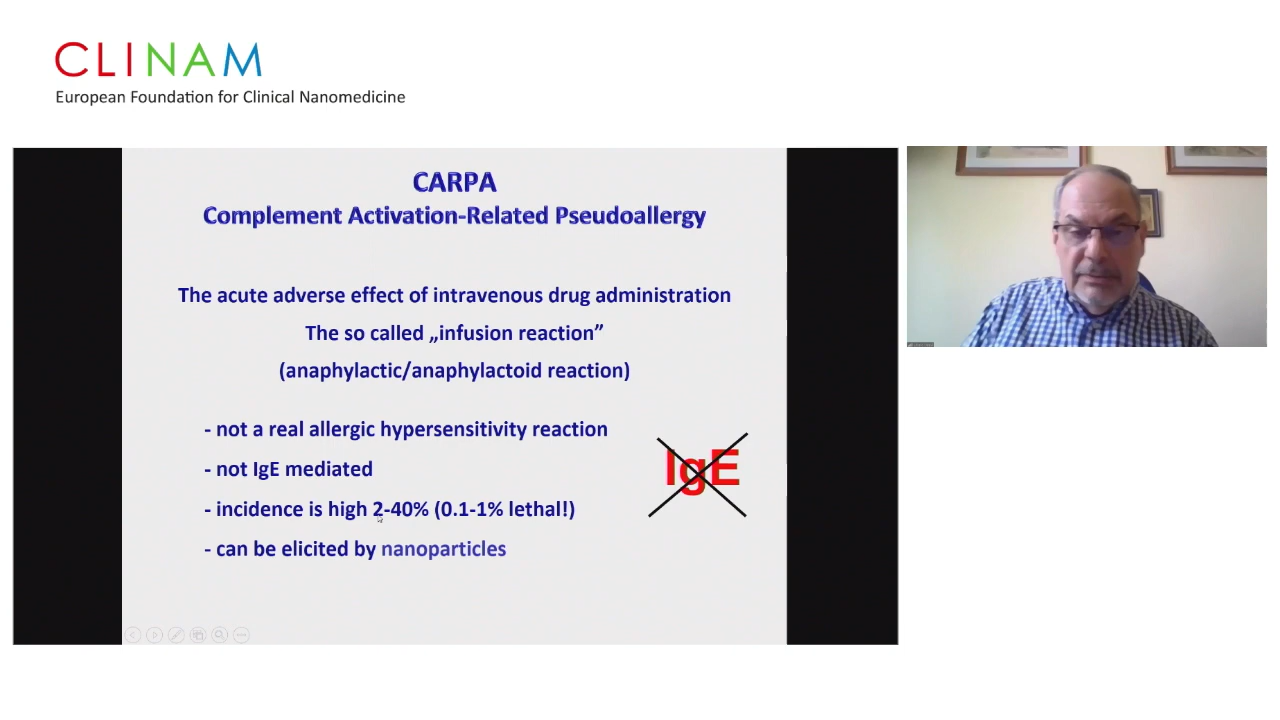 CLINAM
European Foundation for Clinical Nanomedicine
CARPA
Complement Activation-Related Pseudoallergy
The acute adverse effect of intravenous drug administration
The so called „infusion reaction”
(anaphylactic/anaphylactoid reaction)
- not a real allergic hypersensitivity reaction
- not IgE mediated
- incidence is high 2-40% (0.1-1% lethal!)
- can be elicited by nanoparticles
IgE